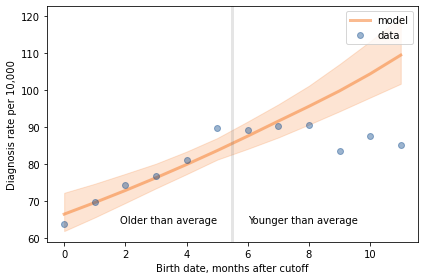 120
110
100
90
80
70
60
Diagnosis rate per 10,000
model
data
Older than average
Younger than average
0
2
4
6
8
10
Birth date, months after cutoff